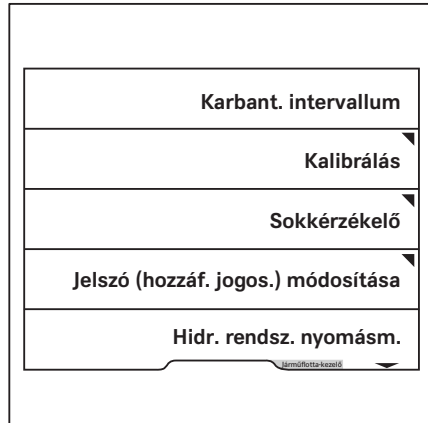 Karbant. intervallum
Kalibrálás
Sokkérzékelő
Jelszó (hozzáf. jogos.) módosítása
Hidr. rendsz. nyomásm.
Járműflotta-kezelő